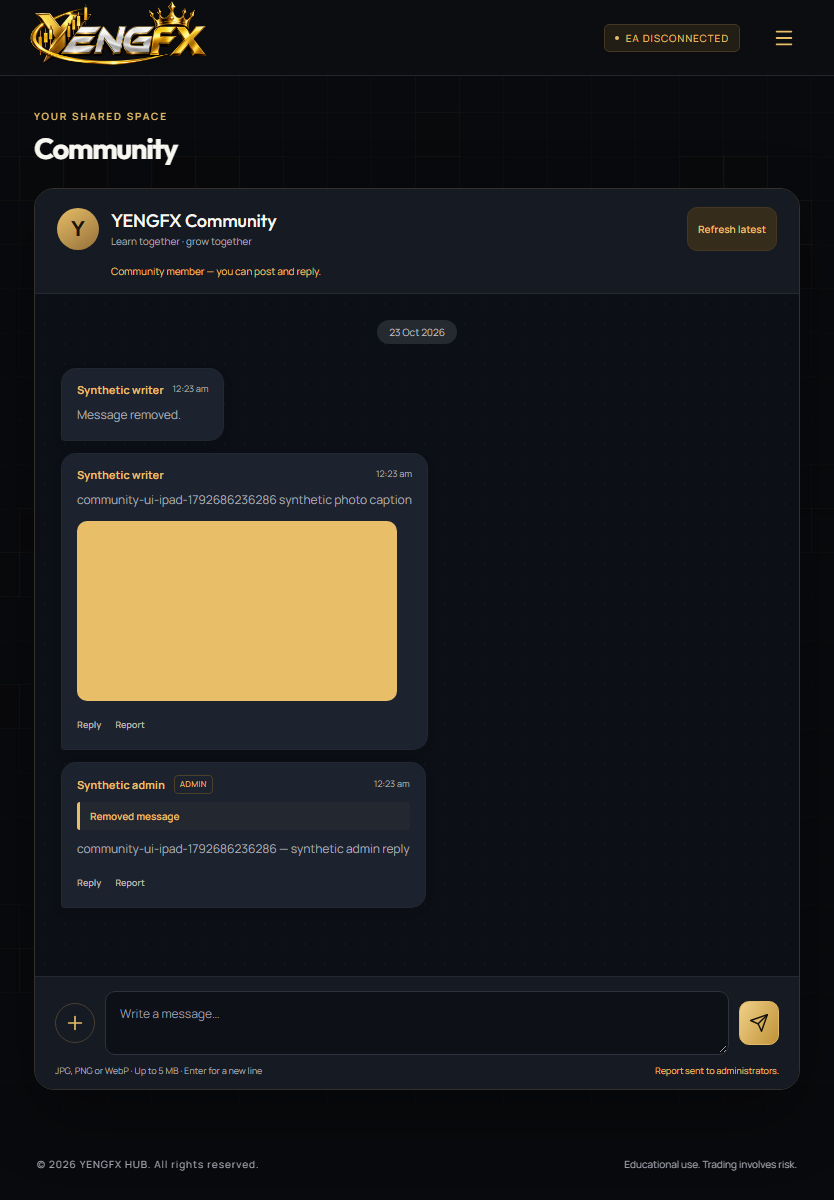 YENGFX
EA DISCONNECTED
YOUR SHARED SPACE
Community
Y
YENGFX Community
Learn together · grow together
Refresh latest
Community member — you can post and reply.
23 Oct 2026
Synthetic writer 12:23 am
Message removed.
Synthetic writer 12:23 am
community-ui-ipad-1792686236286 synthetic photo caption
Reply Report
Synthetic admin ADMIN 12:23 am
Removed message
community-ui-ipad-1792686236286 — synthetic admin reply
Reply Report
Write a message…
JPG, PNG or WebP · Up to 5 MB · Enter for a new line
Report sent to administrators.
© 2026 YENGFX HUB. All rights reserved.
Educational use. Trading involves risk.